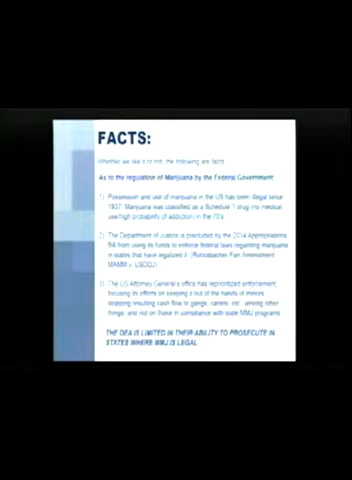 FACTS:
Whether we like it or not, the following are facts
As to the regulation of Marijuana by the Federal Government
1) Possession and use of marijuana in the US has been illegal since
1937. Marijuana was classified as a Schedule 1 drug (no medical
use/high probability of addiction) in the 70's
2) The Department of Justice is precluded by the 2014 Appropriations
Bill from using its funds to enforce federal laws regarding marijuana
in states that have legalized it. (Rohrabacher Farr Amendment
MAMM v. USDOJ)
3) The US Attorney General's office has reprioritized enforcement,
focusing its efforts on keeping it out of the hands of minors,
stopping resulting cash flow to gangs, cartels, etc. among other
things, and not on those in compliance with state MMJ programs
THE DEA IS LIMITED IN THEIR ABILITY TO PROSECUTE IN
STATES WHERE MMJ IS LEGAL